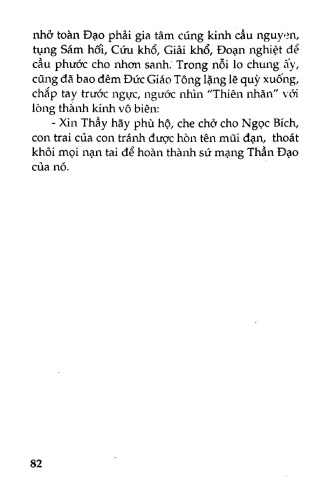 nhở toàn Đạo phải gia tâm cúng kinh cầu nguyện,
tụng Sám hối, Cứu khổ, Giải khổ, Đoạn nghiệt để
cầu phước cho nhơn sanh. Trong nỗi lo chung ấy,
cũng đã bao đêm Đức Giáo Tông lặng lẽ quỳ xuống,
chắp tay trước ngực, ngước nhìn "Thiên nhãn" với
lòng thành kính vô biên:
- Xin Thầy hãy phù hộ, che chở cho Ngọc Bích,
con trai của con tránh được hòn tên mũi đạn, thoát
khỏi mọi nạn tai để hoàn thành sứ mạng Thần Đạo
của nó.
82